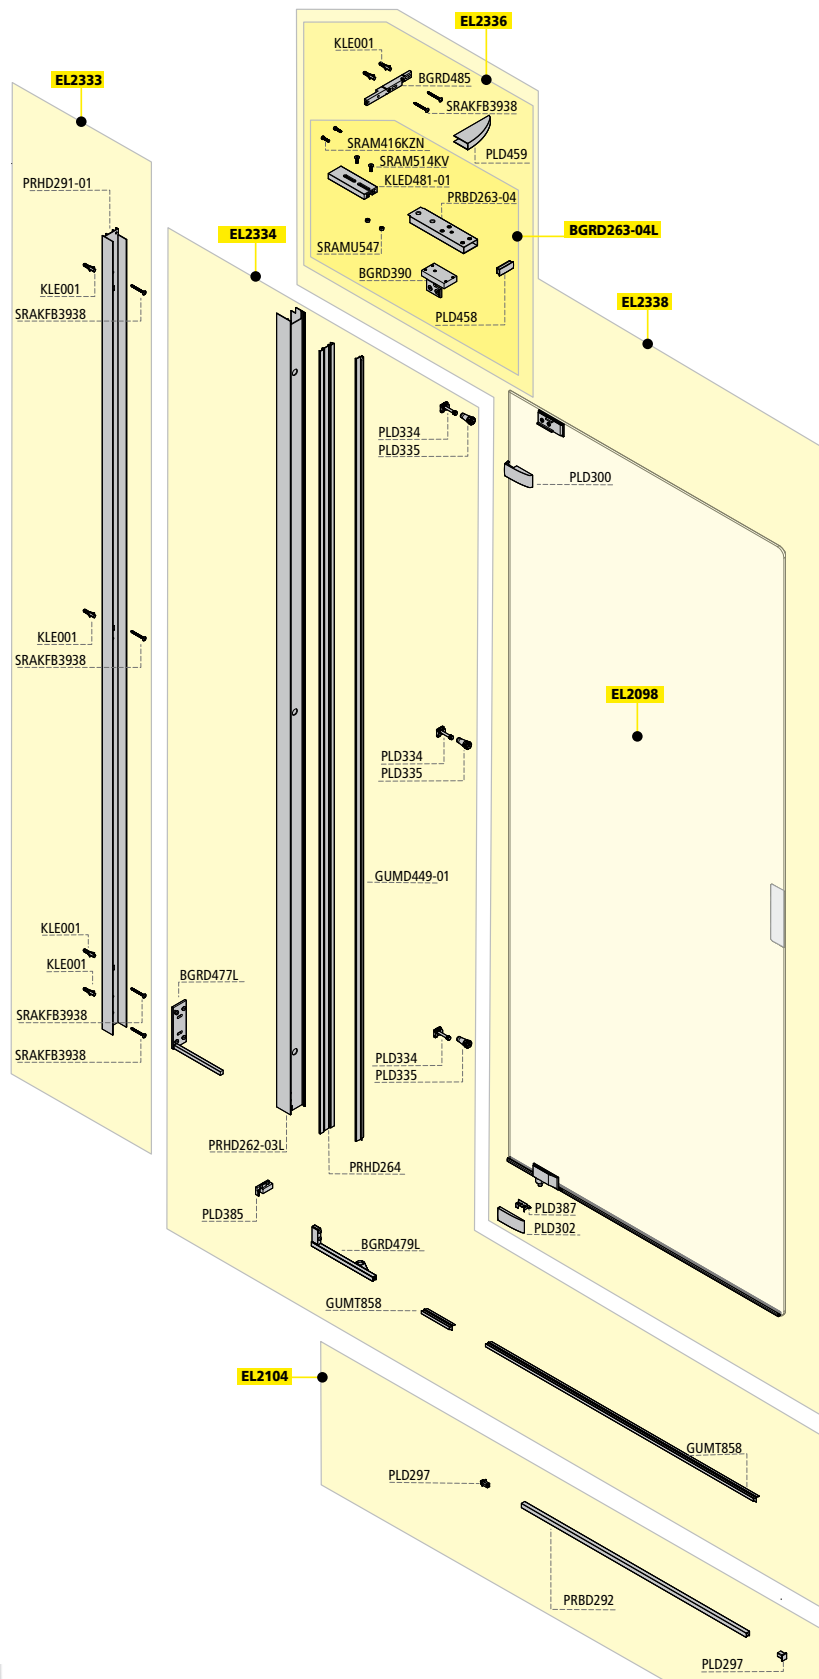 EL2336
KLE001
BGRD485
EL2333
SRAKFB3938
SRAM416KZN
PLD459
SRAM514KV
KLED481-01
PRHD291-01
PRBD263-04
EL2334
BGRD263-04L
SRAMU547
BGRD390
KLE001
EL2338
SRAKFB3938
PLD458
PLD334
PLD335
PLD300
KLE001
SRAKFB3938
EL2098
PLD334
PLD335
GUMD449-01
KLE001
KLE001
BGRD477L
SRAKFB3938
SRAKFB3938
PLD334
PLD335
PRHD262-03L
PRHD264
PLD385
PLD387
PLD302
BGRD479L
GUMT858
EL2104
GUMT858
PLD297
PRBD292
PLD297